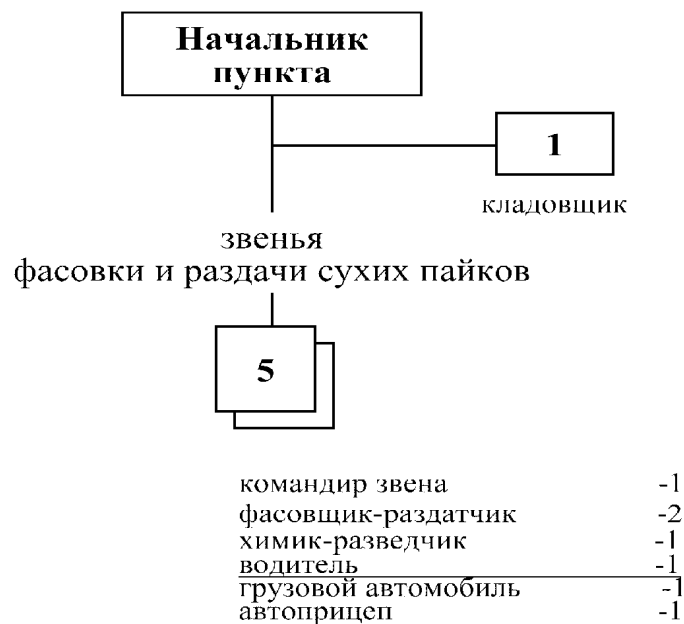 Начальник
пункта
1
кладовщик
звенья
фасовки и раздачи сухих пайков
5
командир звена -1
фасовщик-раздатчик -2
химик-разведчик -1
водитель -1
грузовой автомобиль -1
автоприцеп -1